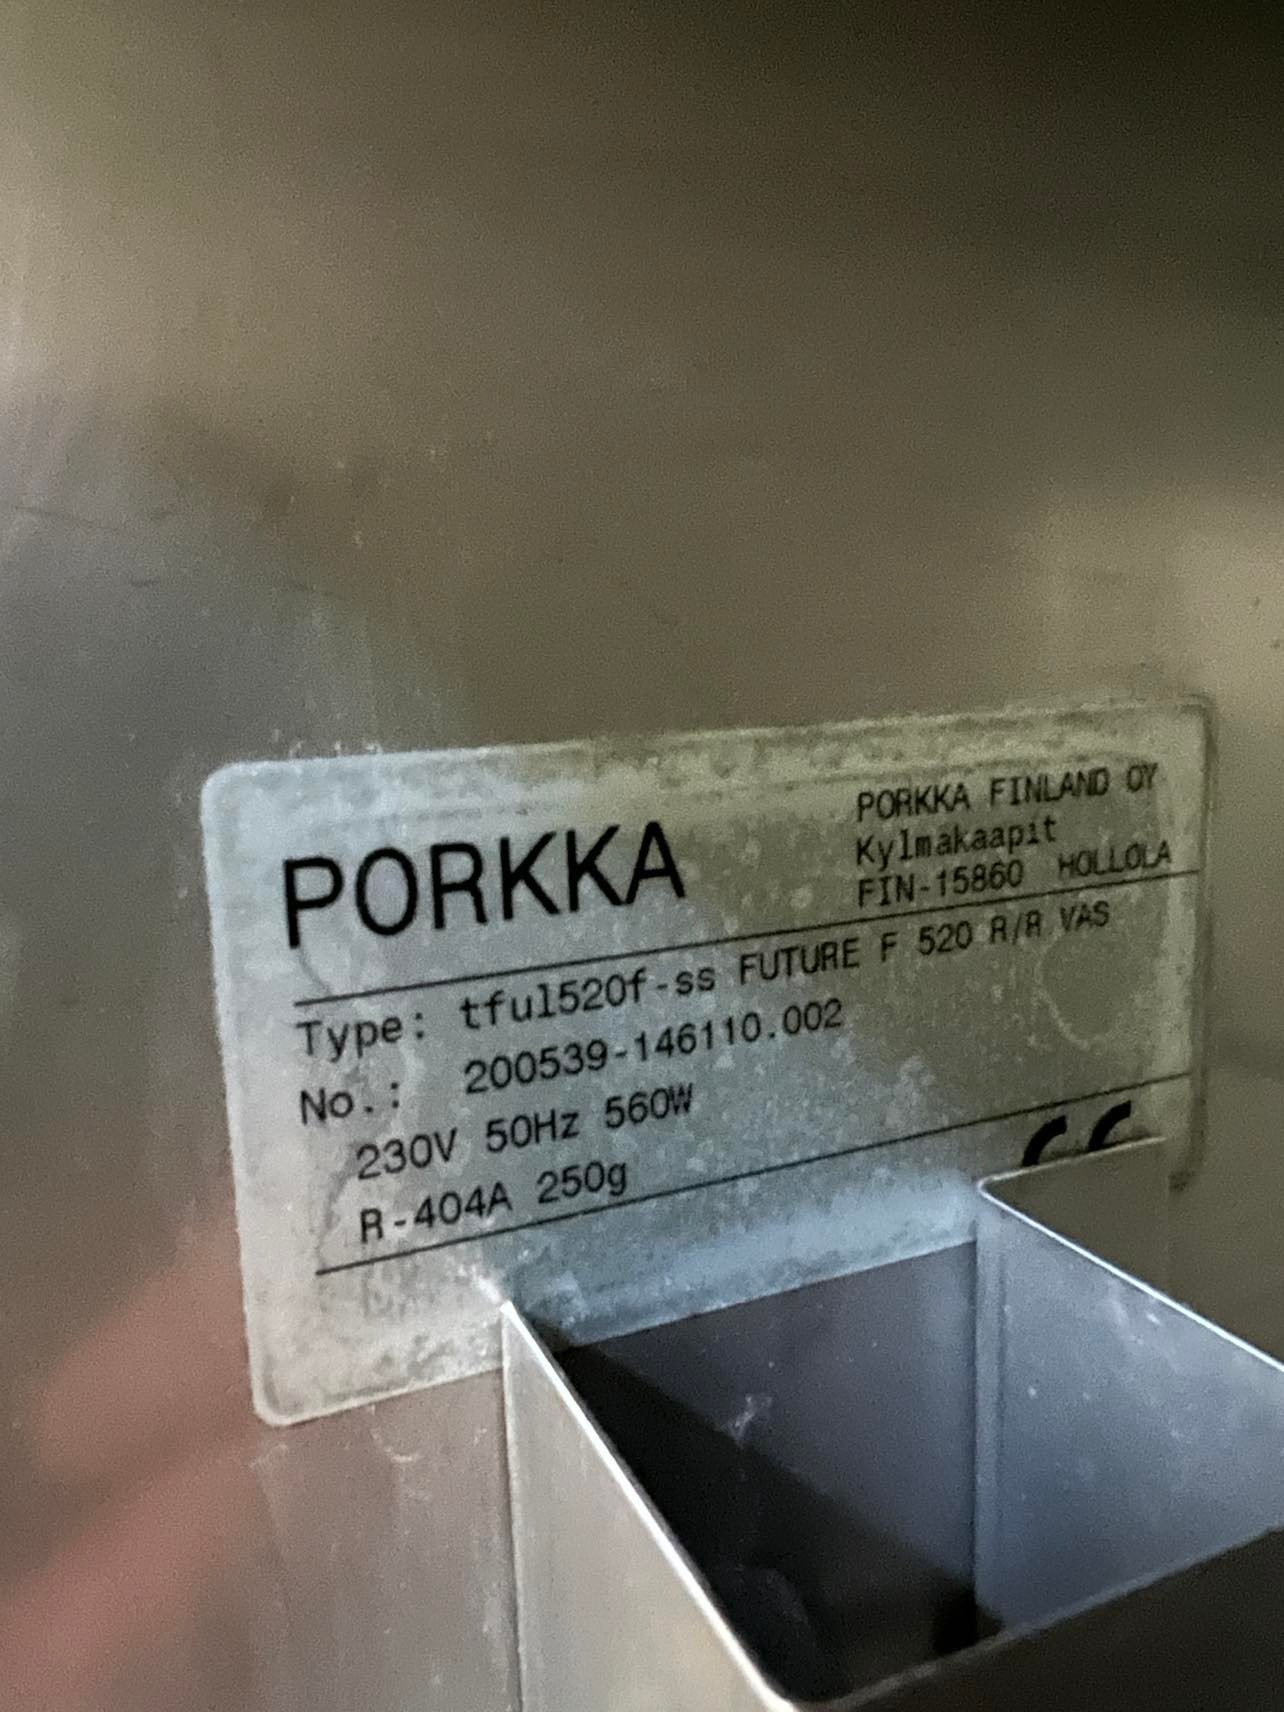 PORKKA
PORKKA FINLAND OY
Kylmakaapit
FIN-15860 HOLLOLA
Type: tful520f-ss FUTURE F 520 R/R VAS
No.: 200539-146110.002
230V 50Hz 560W
R-404A 250g
CE